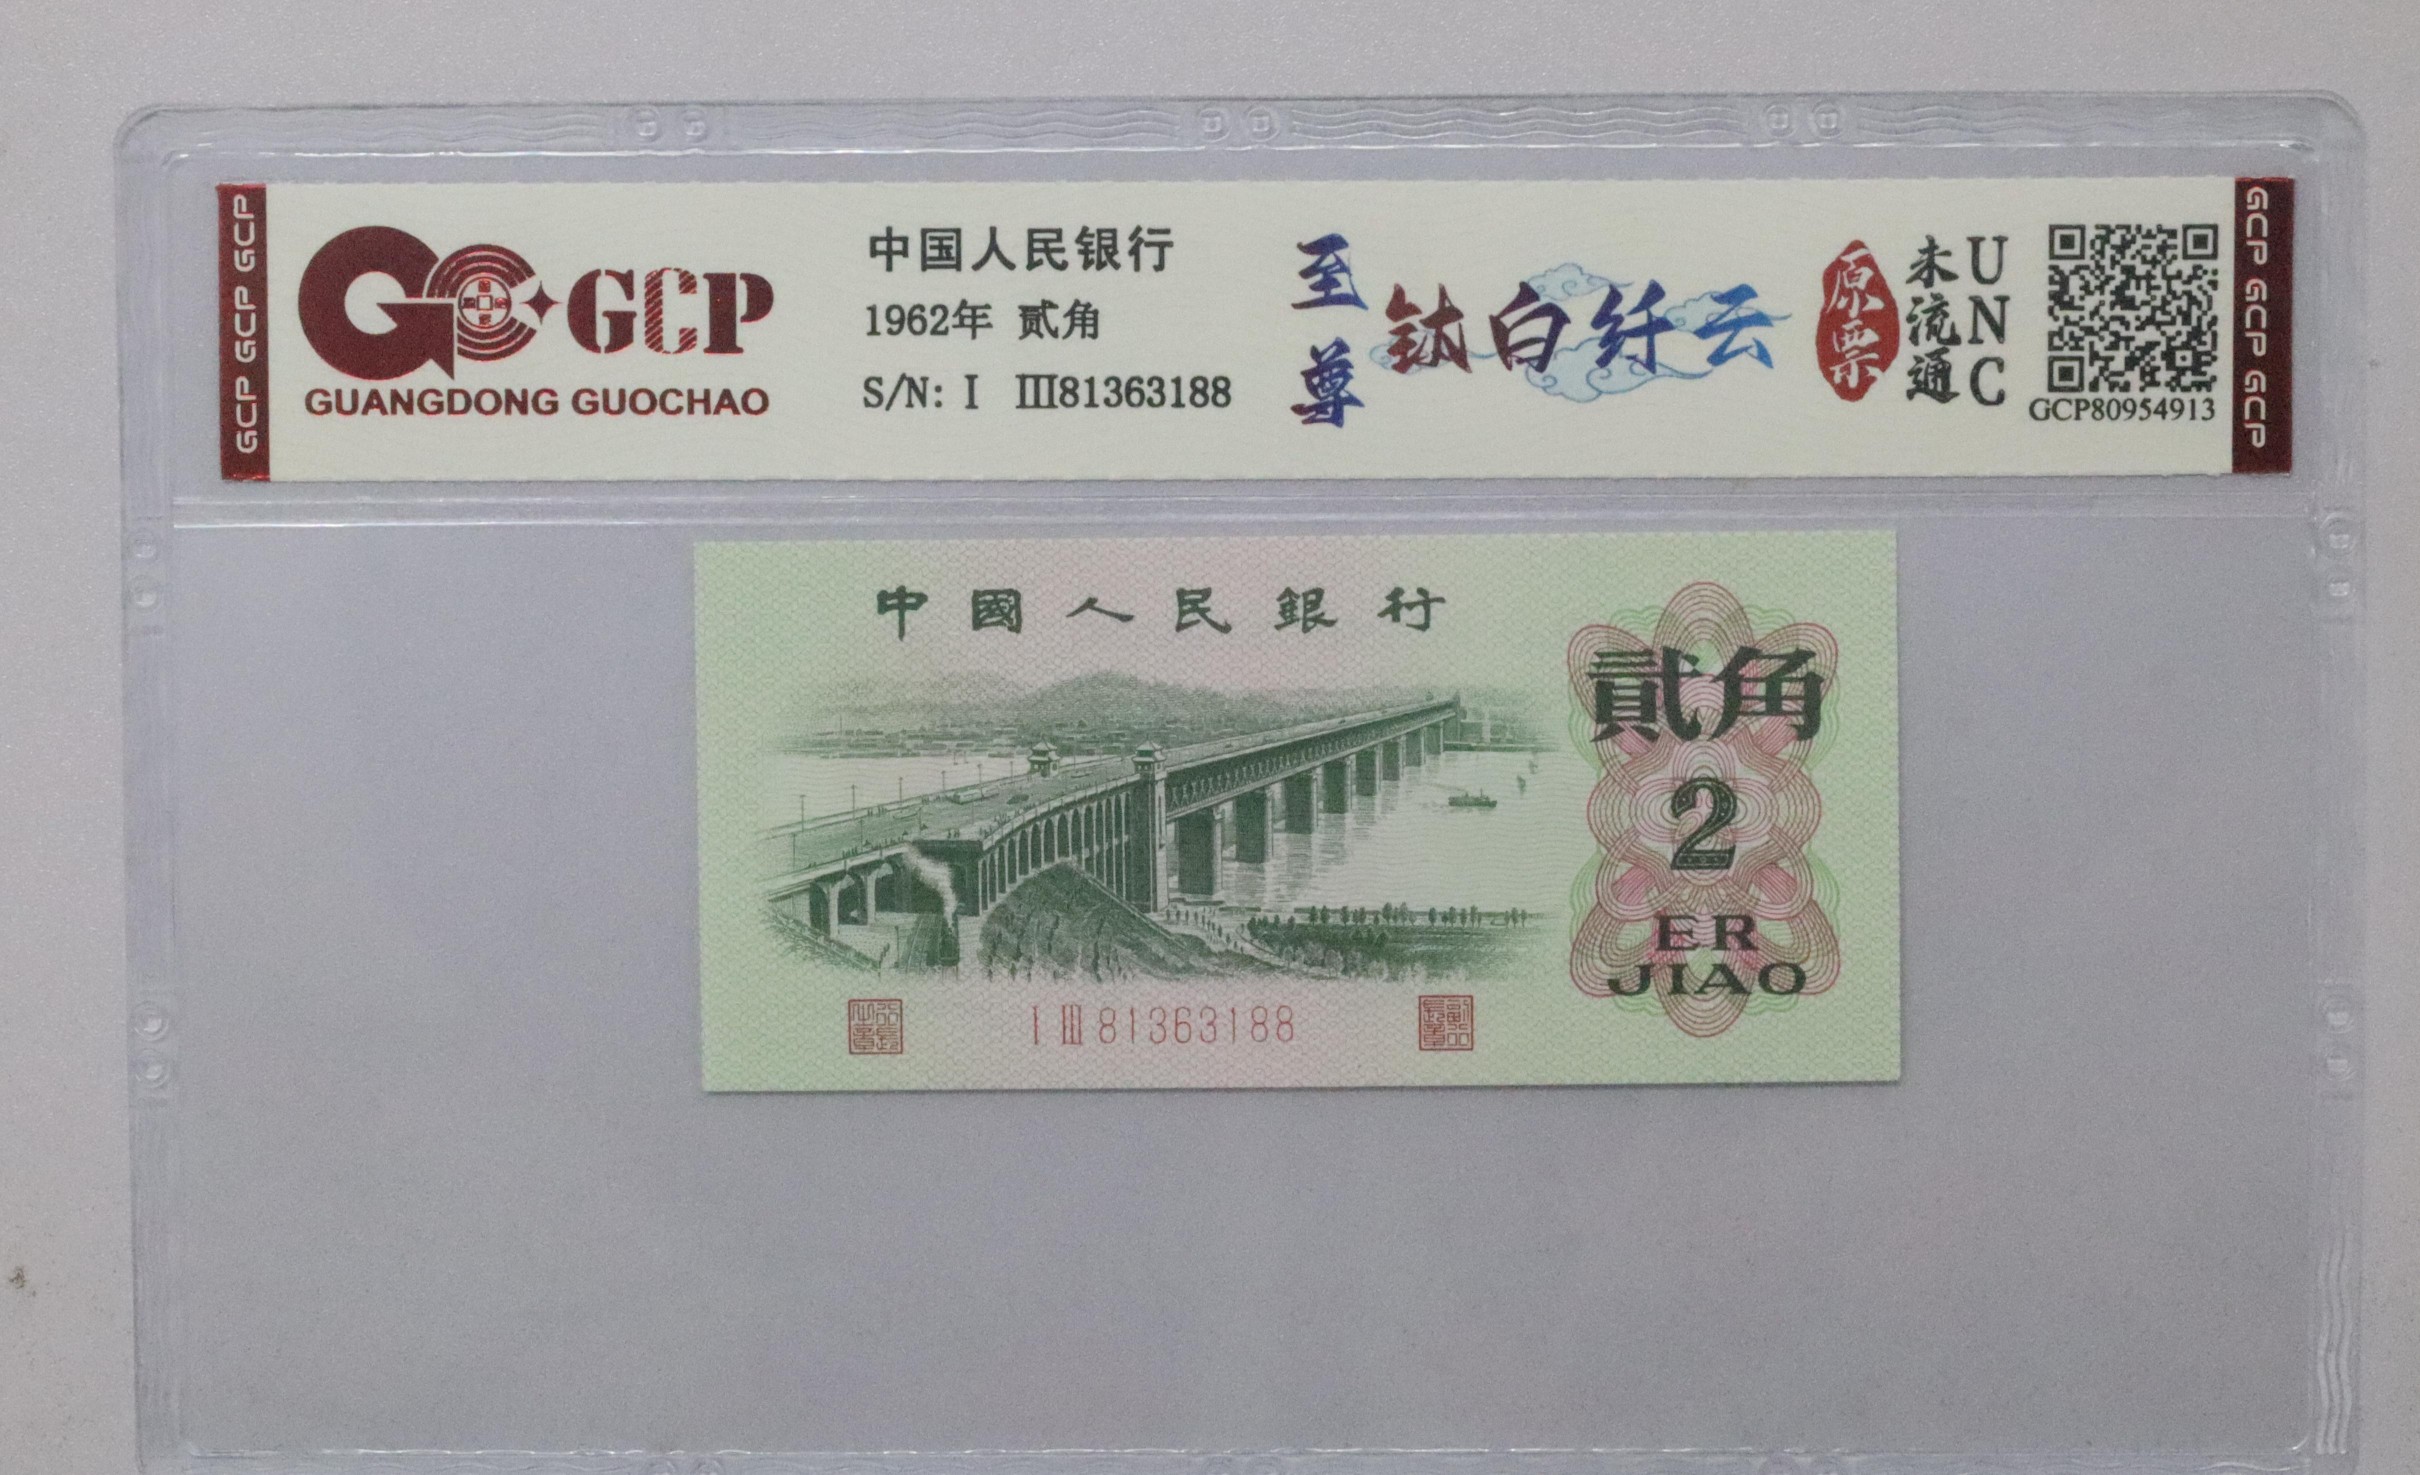 GCP GCP GCP
GCP
GUANGDONG GUOCHAO
中国人民银行
1962年 贰角
S/N: I III81363188
至尊
钛白纤云
原票
未流通
UNC
GCP80954913
GCP GCP GCP
中國人民銀行
貳角
2
ER
JIAO
I III 81363188